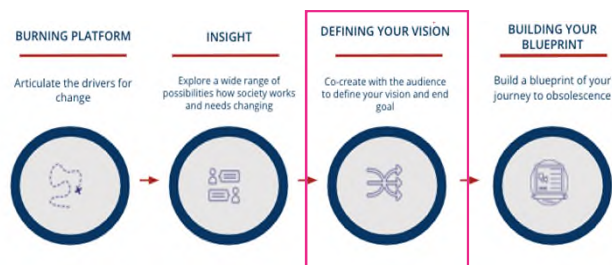 BURNING PLATFORM
Articulate the drivers for
change
INSIGHT
Explore a wide range of
possibilities how society works
and needs changing
DEFINING YOUR VISION
Co-create with the audience
to define your vision and end
goal
BUILDING YOUR
BLUEPRINT
Build a blueprint of your
journey to obsolescence